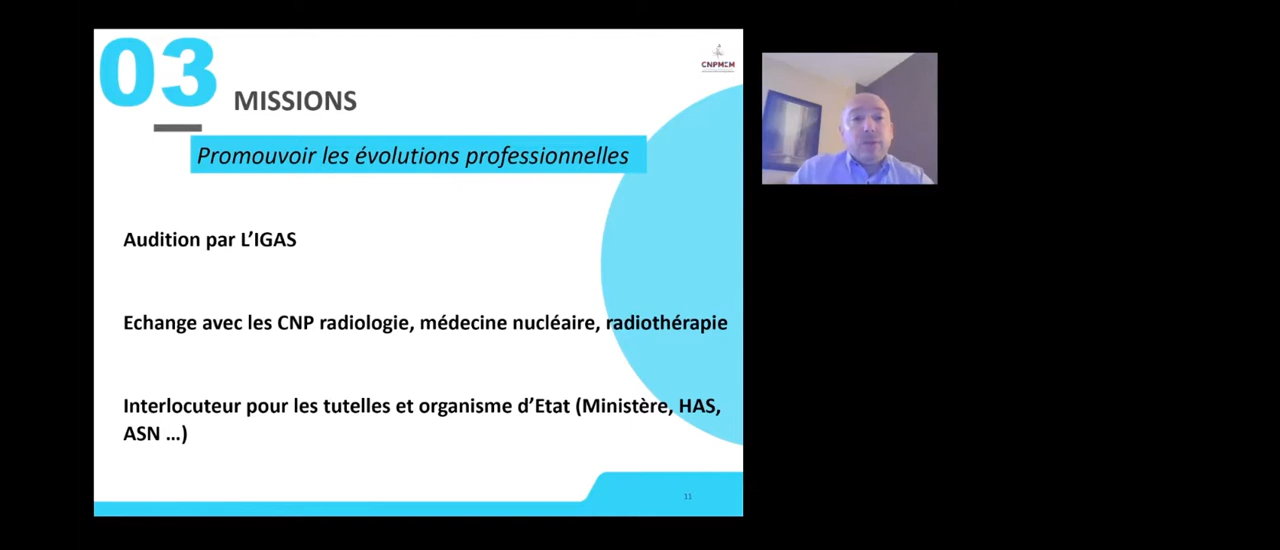 03
MISSIONS
CNPMEM
Promouvoir les évolutions professionnelles
Audition par L’IGAS
Echange avec les CNP radiologie, médecine nucléaire, radiothérapie
Interlocuteur pour les tutelles et organisme d’Etat (Ministère, HAS,
ASN ...)
11